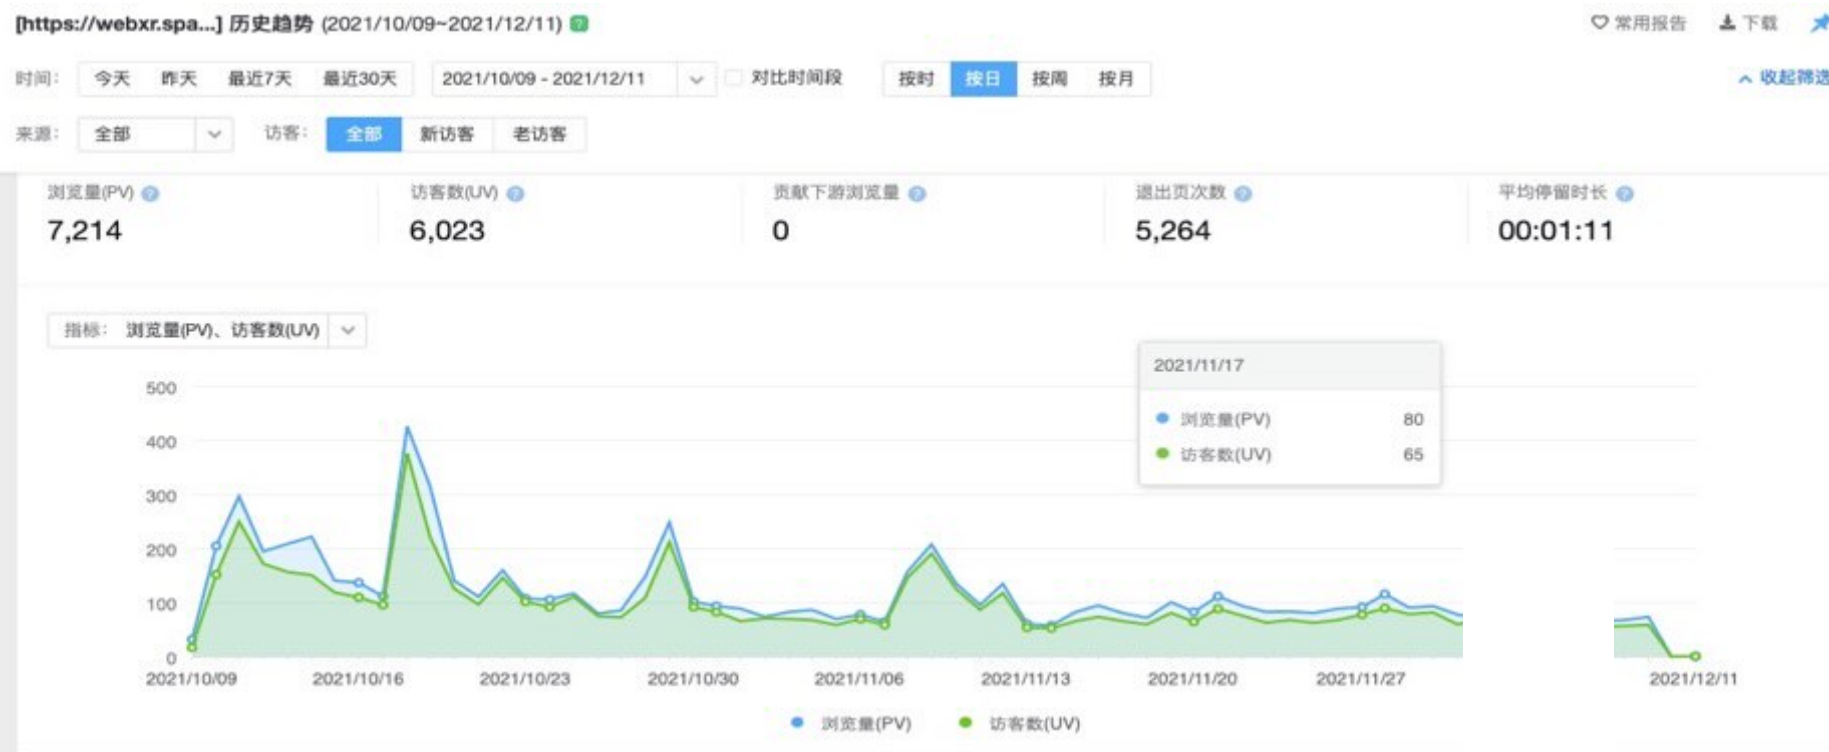 [https://webxr.spa...] 历史趋势 (2021/10/09~2021/12/11) ?
常用报告 下载
时间: 今天 昨天 最近7天 最近30天 2021/10/09 - 2021/12/11 对比时间段 按时 按日 按周 按月 收起筛选
来源: 全部 访客: 全部 新访客 老访客
浏览量(PV) ? 访客数(UV) ? 贡献下游浏览量 ? 退出页次数 ? 平均停留时长 ?
7,214 6,023 0 5,264 00:01:11
指标: 浏览量(PV)、访客数(UV)
2021/11/17
浏览量(PV) 80
访客数(UV) 65
500
400
300
200
100
0
2021/10/09 2021/10/16 2021/10/23 2021/10/30 2021/11/06 2021/11/13 2021/11/20 2021/11/27 2021/12/11
浏览量(PV) 访客数(UV)